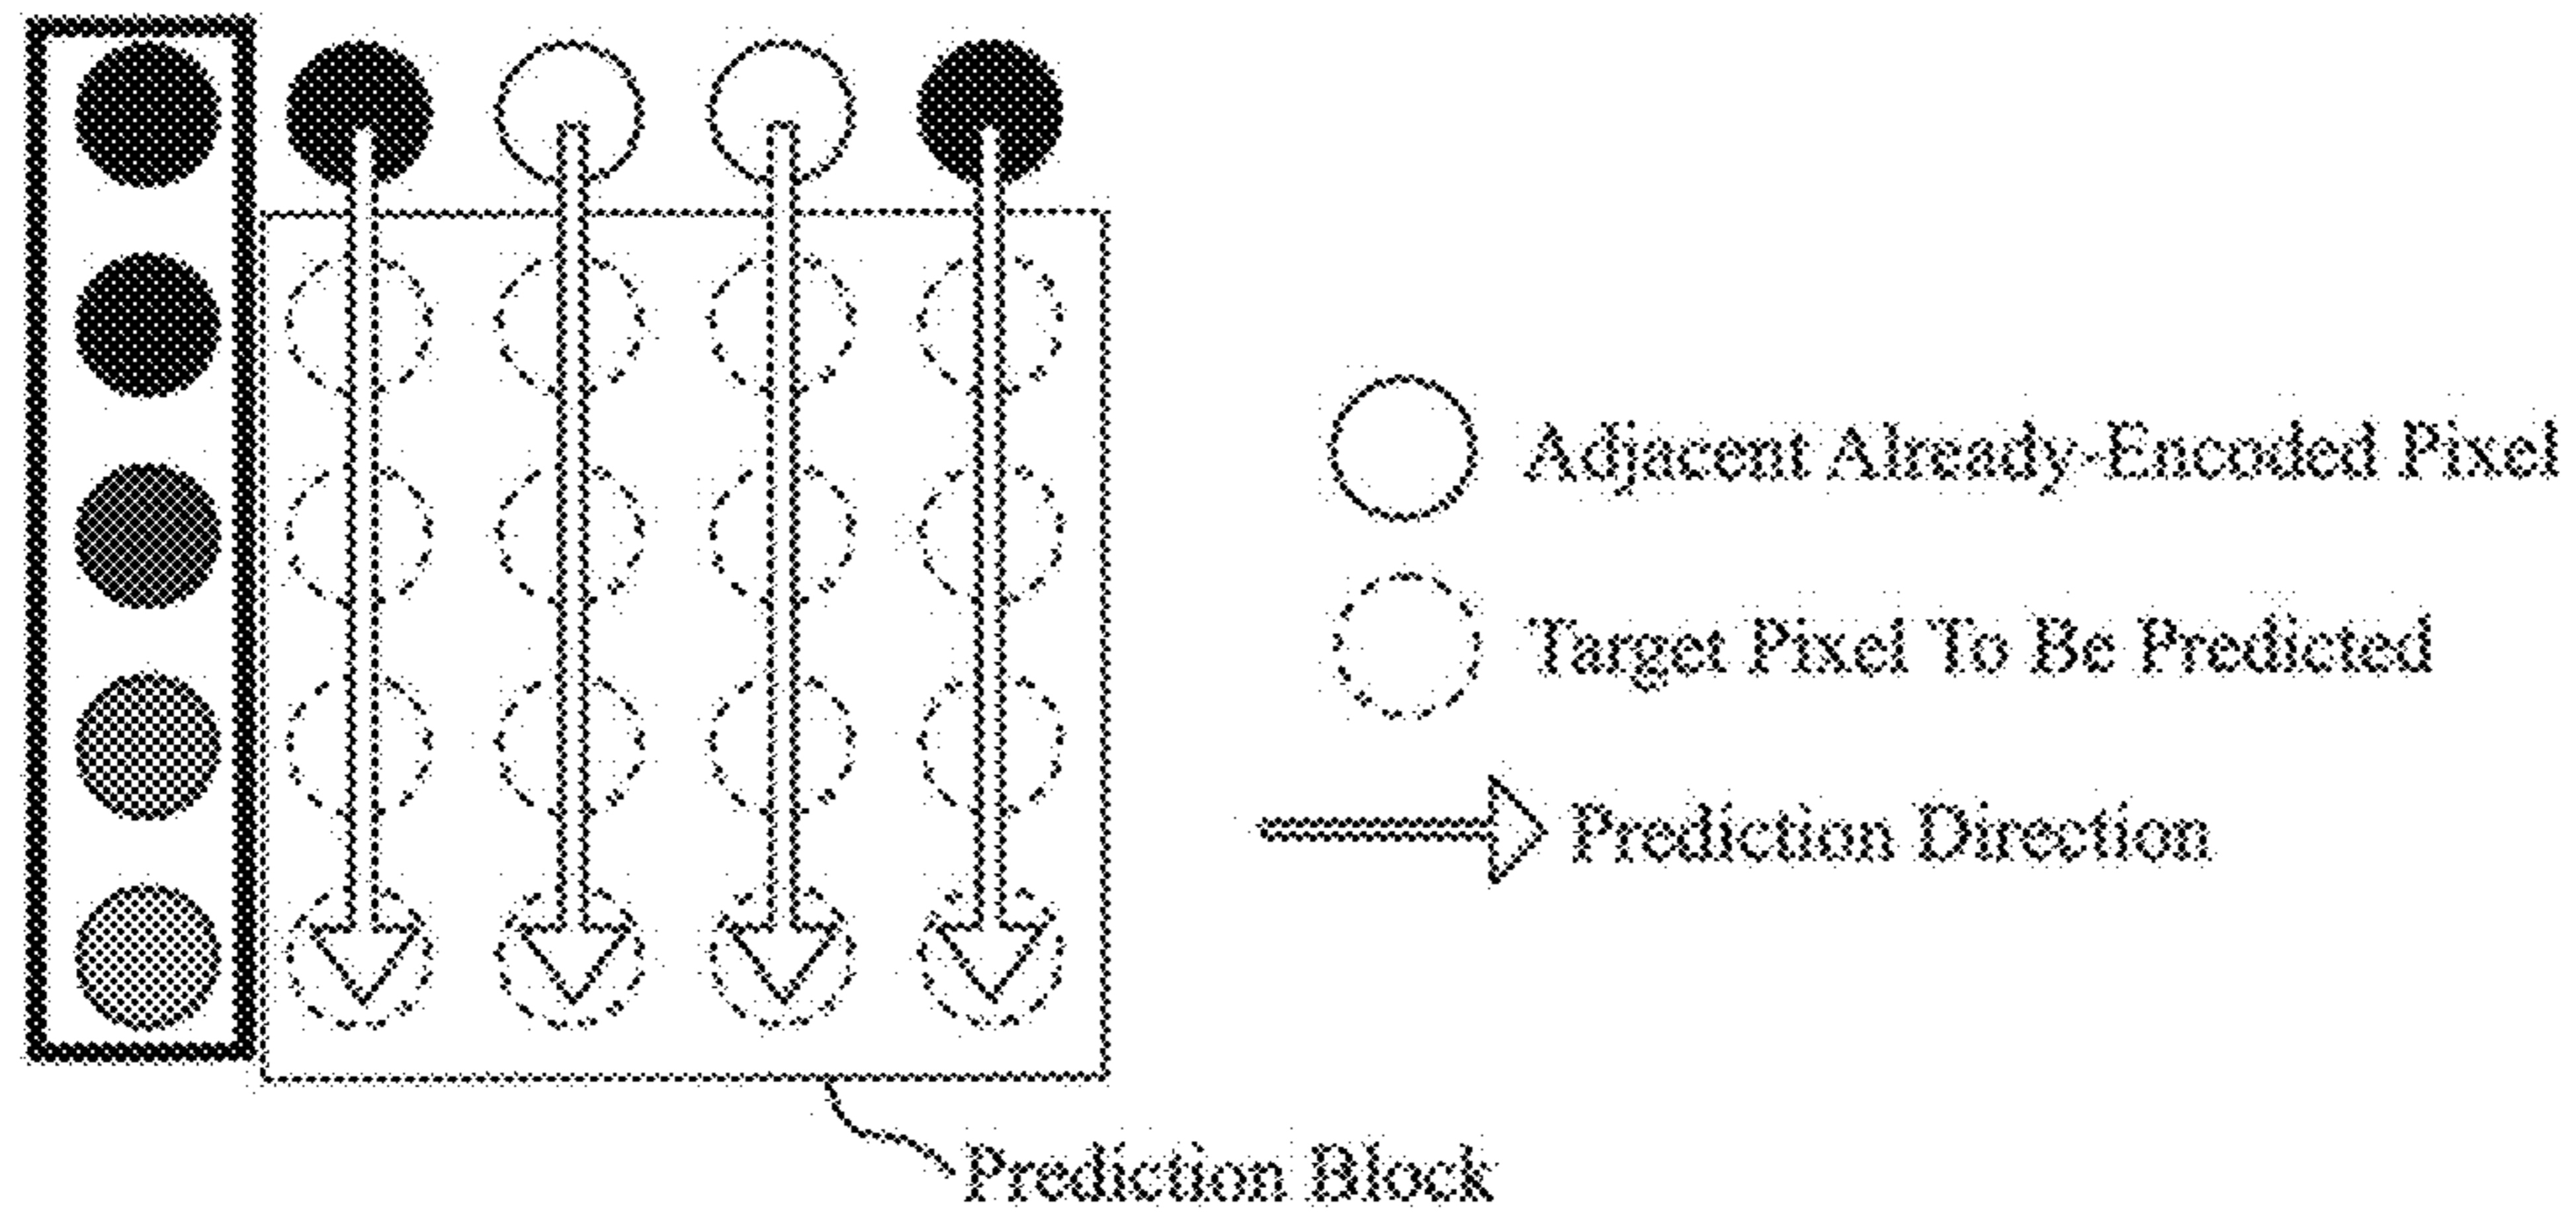 Adjacent Already-Encoded Pixel
Target Pixel To Be Predicted
Prediction Direction
Prediction Block